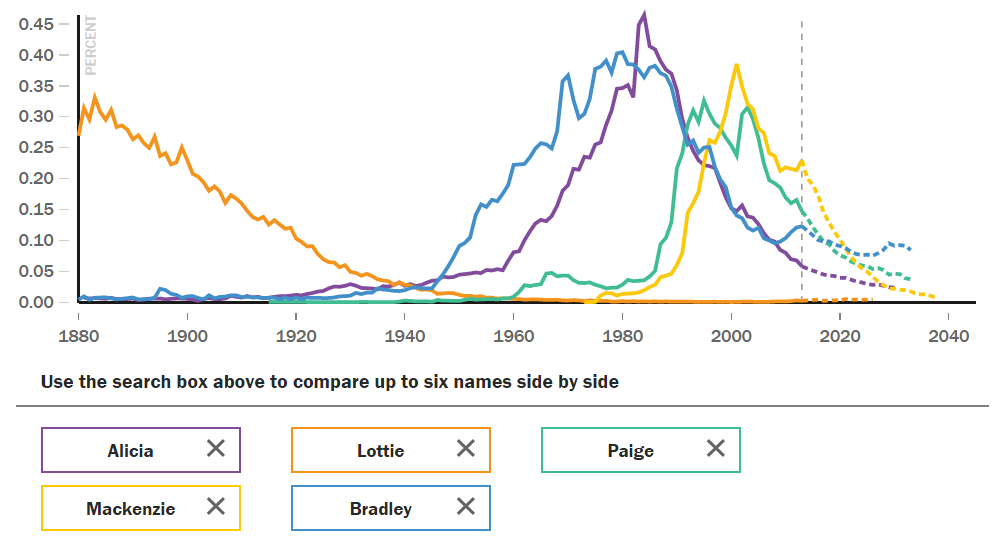 0.45
PERCENT
0.40
0.35
0.30
0.25
0.20
0.15
0.10
0.05
0.00
1880 1900 1920 1940 1960 1980 2000 2020 2040
Use the search box above to compare up to six names side by side
Alicia × Lottie × Paige ×
Mackenzie × Bradley ×